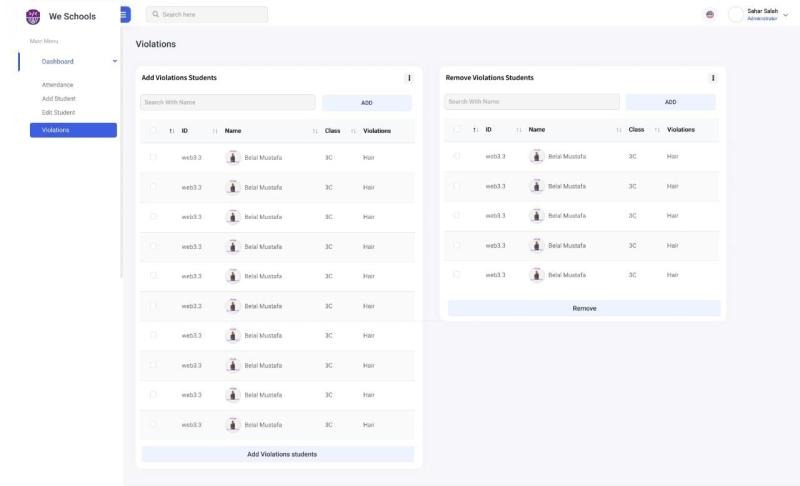 We Schools
Search here
Sahar Salah
Administrator
Main Menu
Dashboard
Attendance
Add Student
Edit Student
Violations
Violations
Add Violations Students
Search With Name
ADD
ID Name Class Violations
web3.3 Belal Mustafa 3C Hair
web3.3 Belal Mustafa 3C Hair
web3.3 Belal Mustafa 3C Hair
web3.3 Belal Mustafa 3C Hair
web3.3 Belal Mustafa 3C Hair
web3.3 Belal Mustafa 3C Hair
web3.3 Belal Mustafa 3C Hair
web3.3 Belal Mustafa 3C Hair
web3.3 Belal Mustafa 3C Hair
web3.3 Belal Mustafa 3C Hair
Add Violations students
Remove Violations Students
Search With Name
ADD
ID Name Class Violations
web3.3 Belal Mustafa 3C Hair
web3.3 Belal Mustafa 3C Hair
web3.3 Belal Mustafa 3C Hair
web3.3 Belal Mustafa 3C Hair
web3.3 Belal Mustafa 3C Hair
Remove